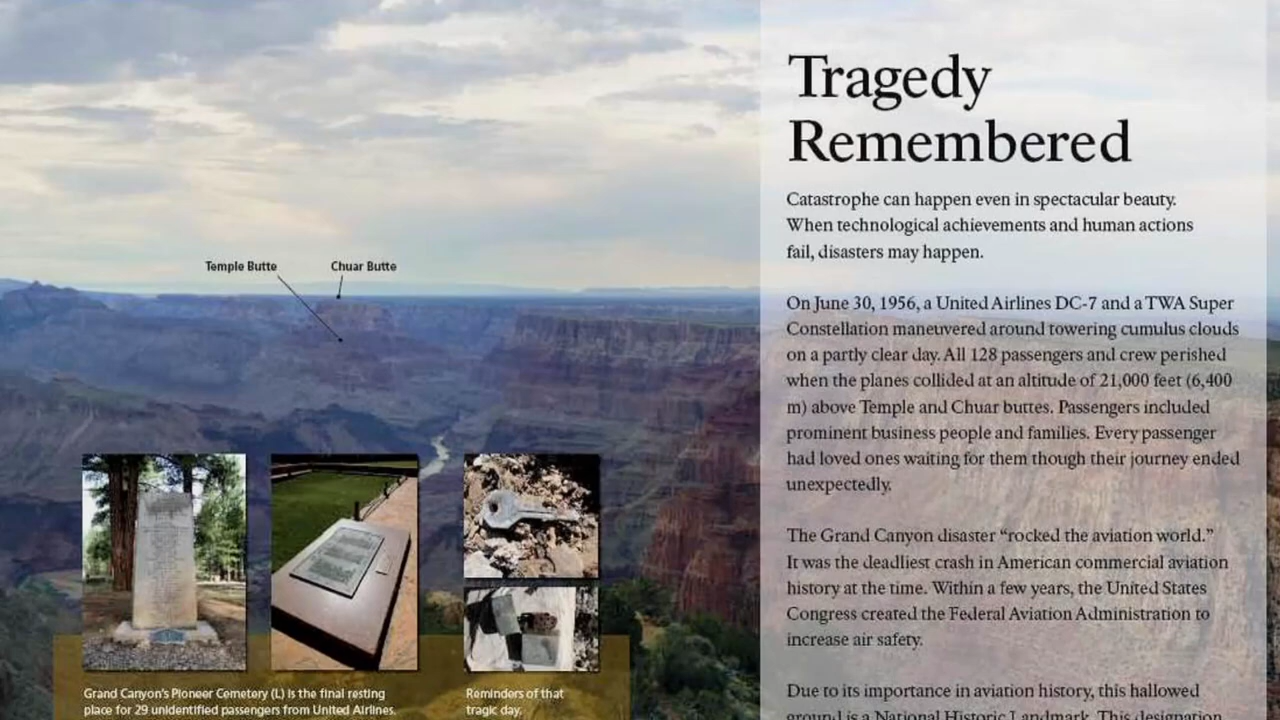 Tragedy
Remembered
Catastrophe can happen even in spectacular beauty.
When technological achievements and human actions
fail, disasters may happen.
Temple Butte
Chuar Butte
On June 30, 1956, a United Airlines DC-7 and a TWA Super
Constellation maneuvered around towering cumulus clouds
on a partly clear day. All 128 passengers and crew perished
when the planes collided at an altitude of 21,000 feet (6,400
m) above Temple and Chuar buttes. Passengers included
prominent business people and families. Every passenger
had loved ones waiting for them though their journey ended
unexpectedly.
The Grand Canyon disaster “rocked the aviation world.”
It was the deadliest crash in American commercial aviation
history at the time. Within a few years, the United States
Congress created the Federal Aviation Administration to
increase air safety.
Due to its importance in aviation history, this hallowed
ground is a National Historic Landmark. This designation
Grand Canyon's Pioneer Cemetery (L) is the final resting
place for 29 unidentified passengers from United Airlines.
Reminders of that
tragic day.